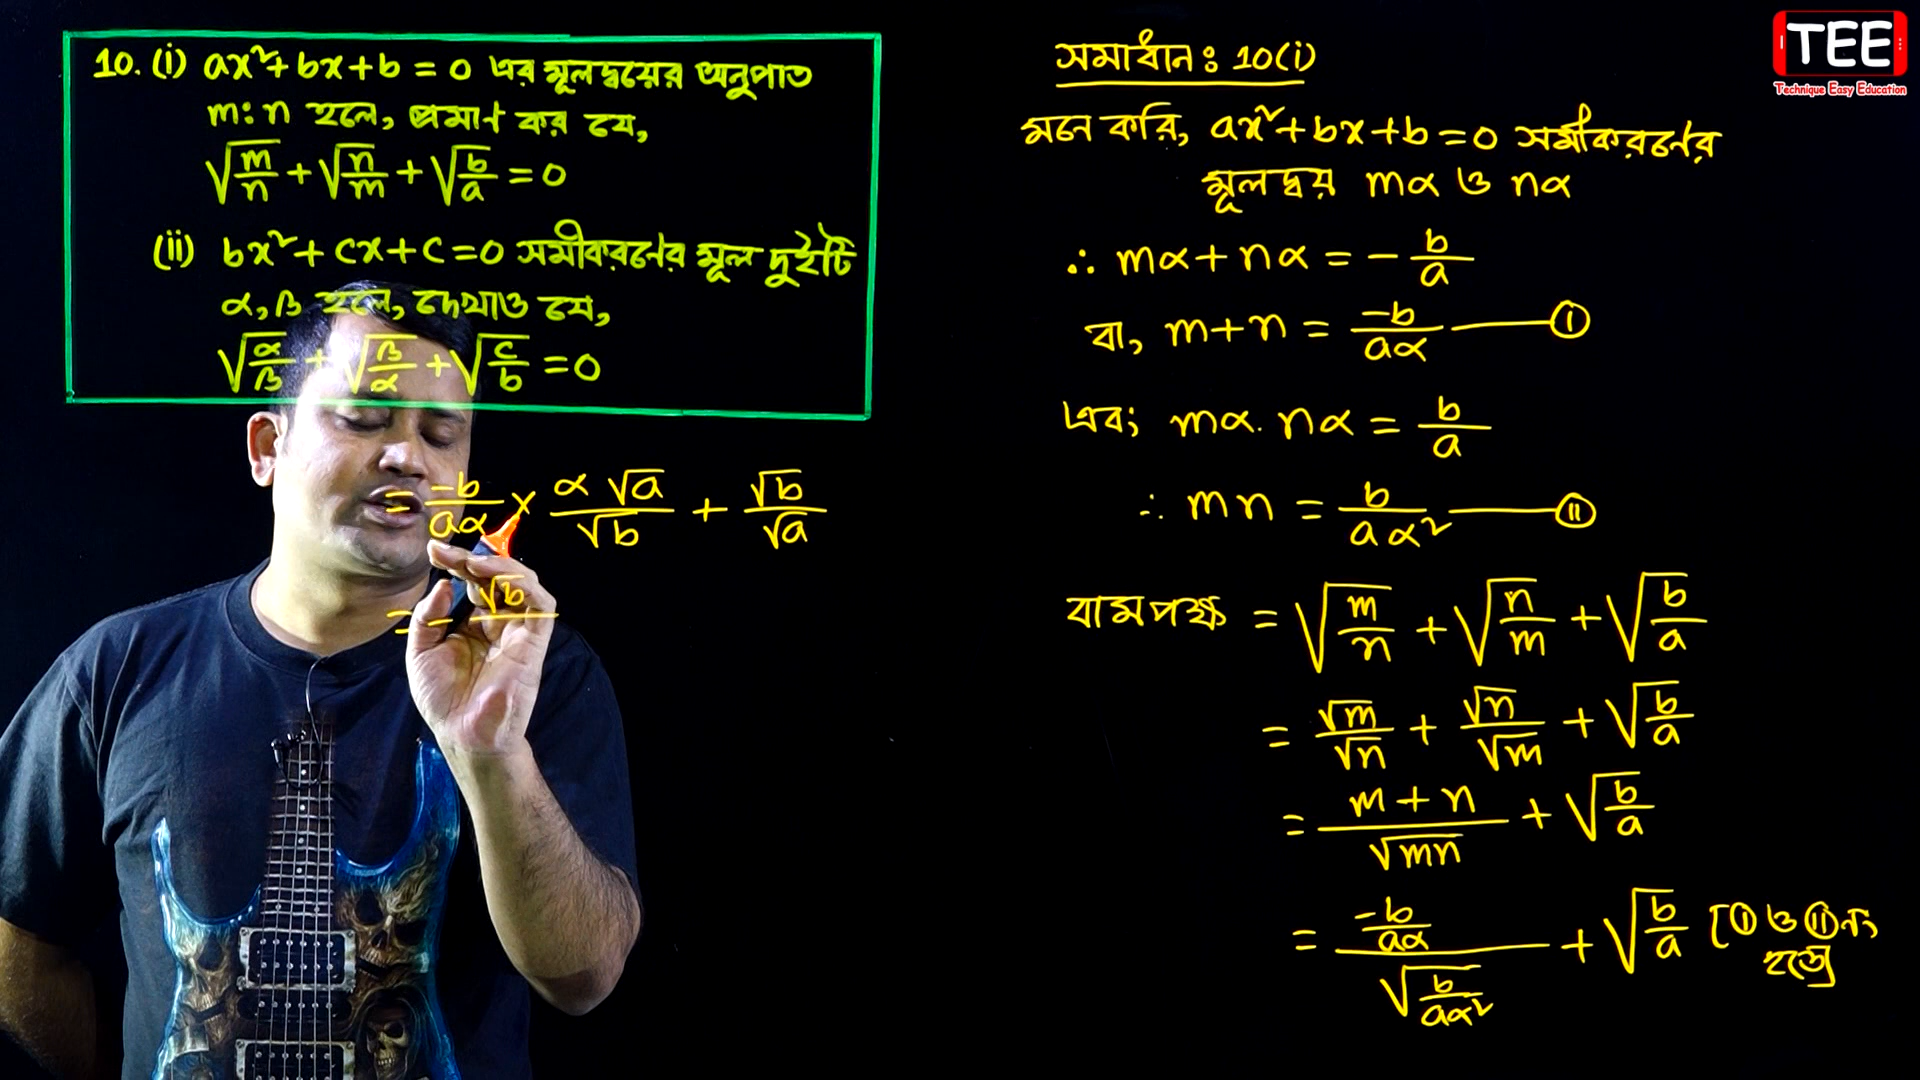 10. (i) ax²+bx+b = 0 এর মূলদ্বয়ের অনুপাত
m:n হলে, প্রমাণ কর যে,
√(m/n) + √(n/m) + √(b/a) = 0
(ii) bx²+cx+c=0 সমীকরণের মূল দুইটি
α, β হলে, দেখাও যে,
√(α/β) + √(β/α) + √(c/b) = 0
= -b/aα × α√a/√b + √b/√a
= - √b
সমাধান: 10(i)
মনে করি, ax²+bx+b=0 সমীকরণের
মূলদ্বয় mα ও nα
∴ mα+nα = - b/a
বা, m+n = -b/aα —— (i)
এবং mα. nα = b/a
∴ mn = b/aα² —— (ii)
বামপক্ষ = √(m/n) + √(n/m) + √(b/a)
= √m/√n + √n/√m + √(b/a)
= m+n/√mn + √(b/a)
= (-b/aα)/√(b/aα²) + √(b/a) [(i) ও (ii) নং হতে]
TEE
Technique Easy Education